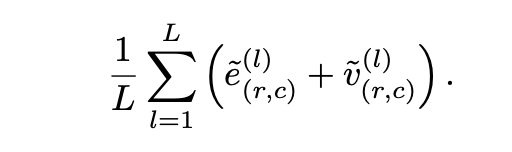 \frac{1}{L} \sum_{l=1}^{L} \left( \tilde{e}_{(r,c)}^{(l)} + \tilde{v}_{(r,c)}^{(l)} \right).